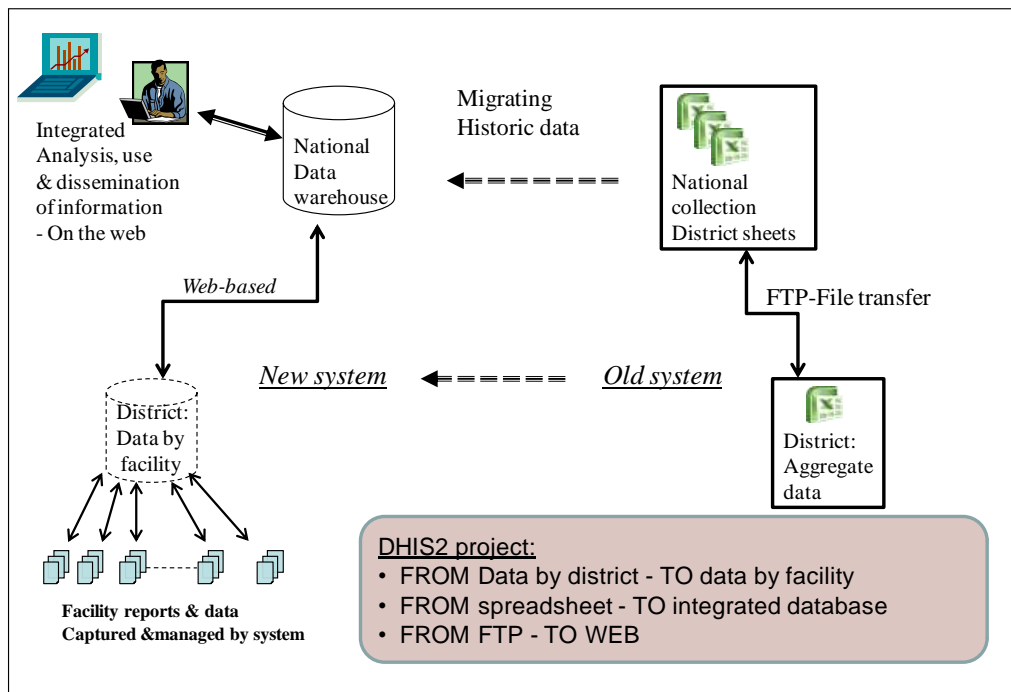 Integrated
Analysis, use
& dissemination
of information
- On the web
National
Data
warehouse
Migrating
Historic data
National
collection
District sheets
Web-based
FTP-File transfer
New system
Old system
District:
Data by
facility
District:
Aggregate
data
Facility reports & data
Captured &managed by system
DHIS2 project:
• FROM Data by district - TO data by facility
• FROM spreadsheet - TO integrated database
• FROM FTP - TO WEB